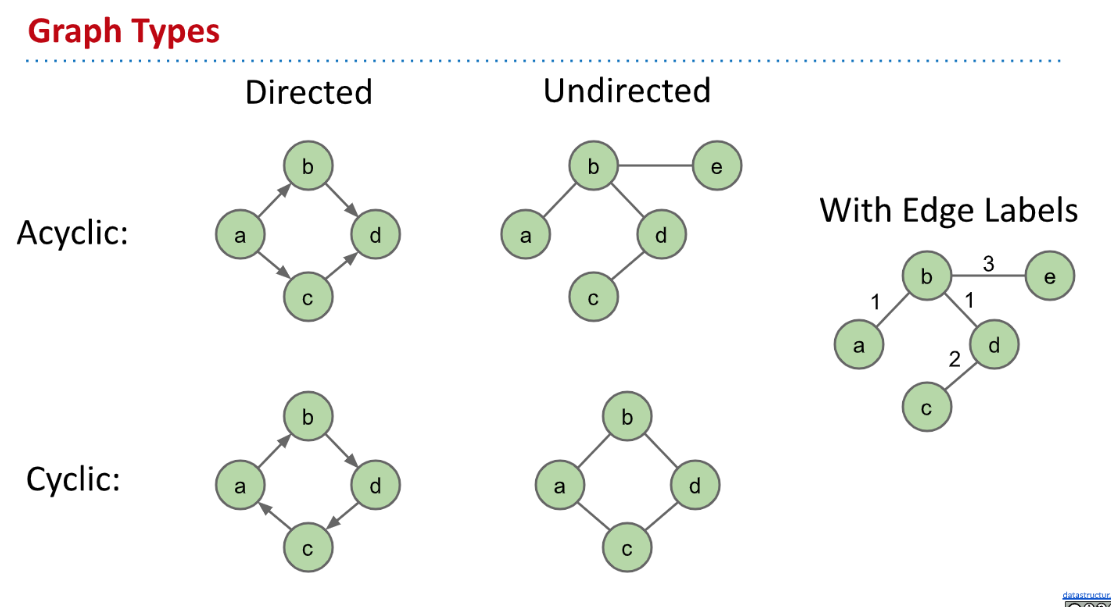 Graph Types
Directed
Undirected
b
a
d
c
b
e
a
d
c
Acyclic:
With Edge Labels
b
3
e
1
1
a
d
2
c
Cyclic:
b
a
d
c
b
a
d
c
datastructur.